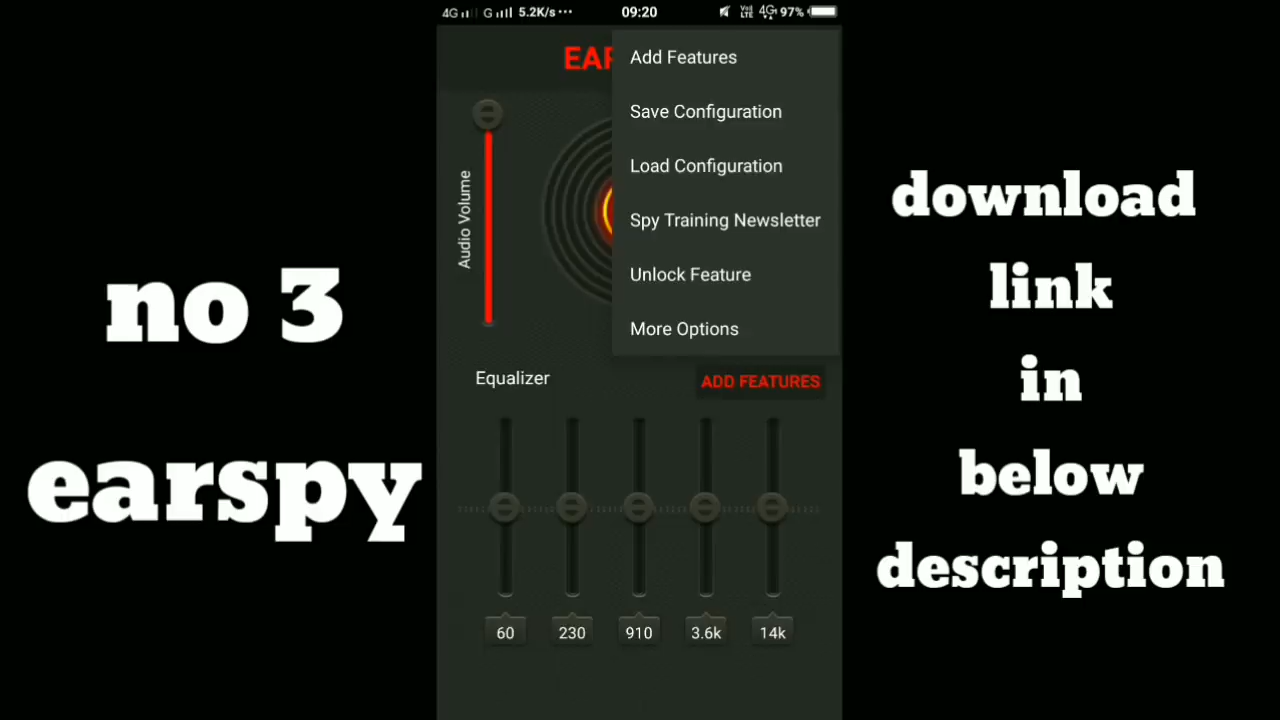 4G G 5.2K/s ... 09:20 VoLTE 4G 97%
Add Features
Save Configuration
Load Configuration
Spy Training Newsletter
Unlock Feature
More Options
Audio Volume
Equalizer
ADD FEATURES
60 230 910 3.6k 14k
no 3
earspy
download
link
in
below
description